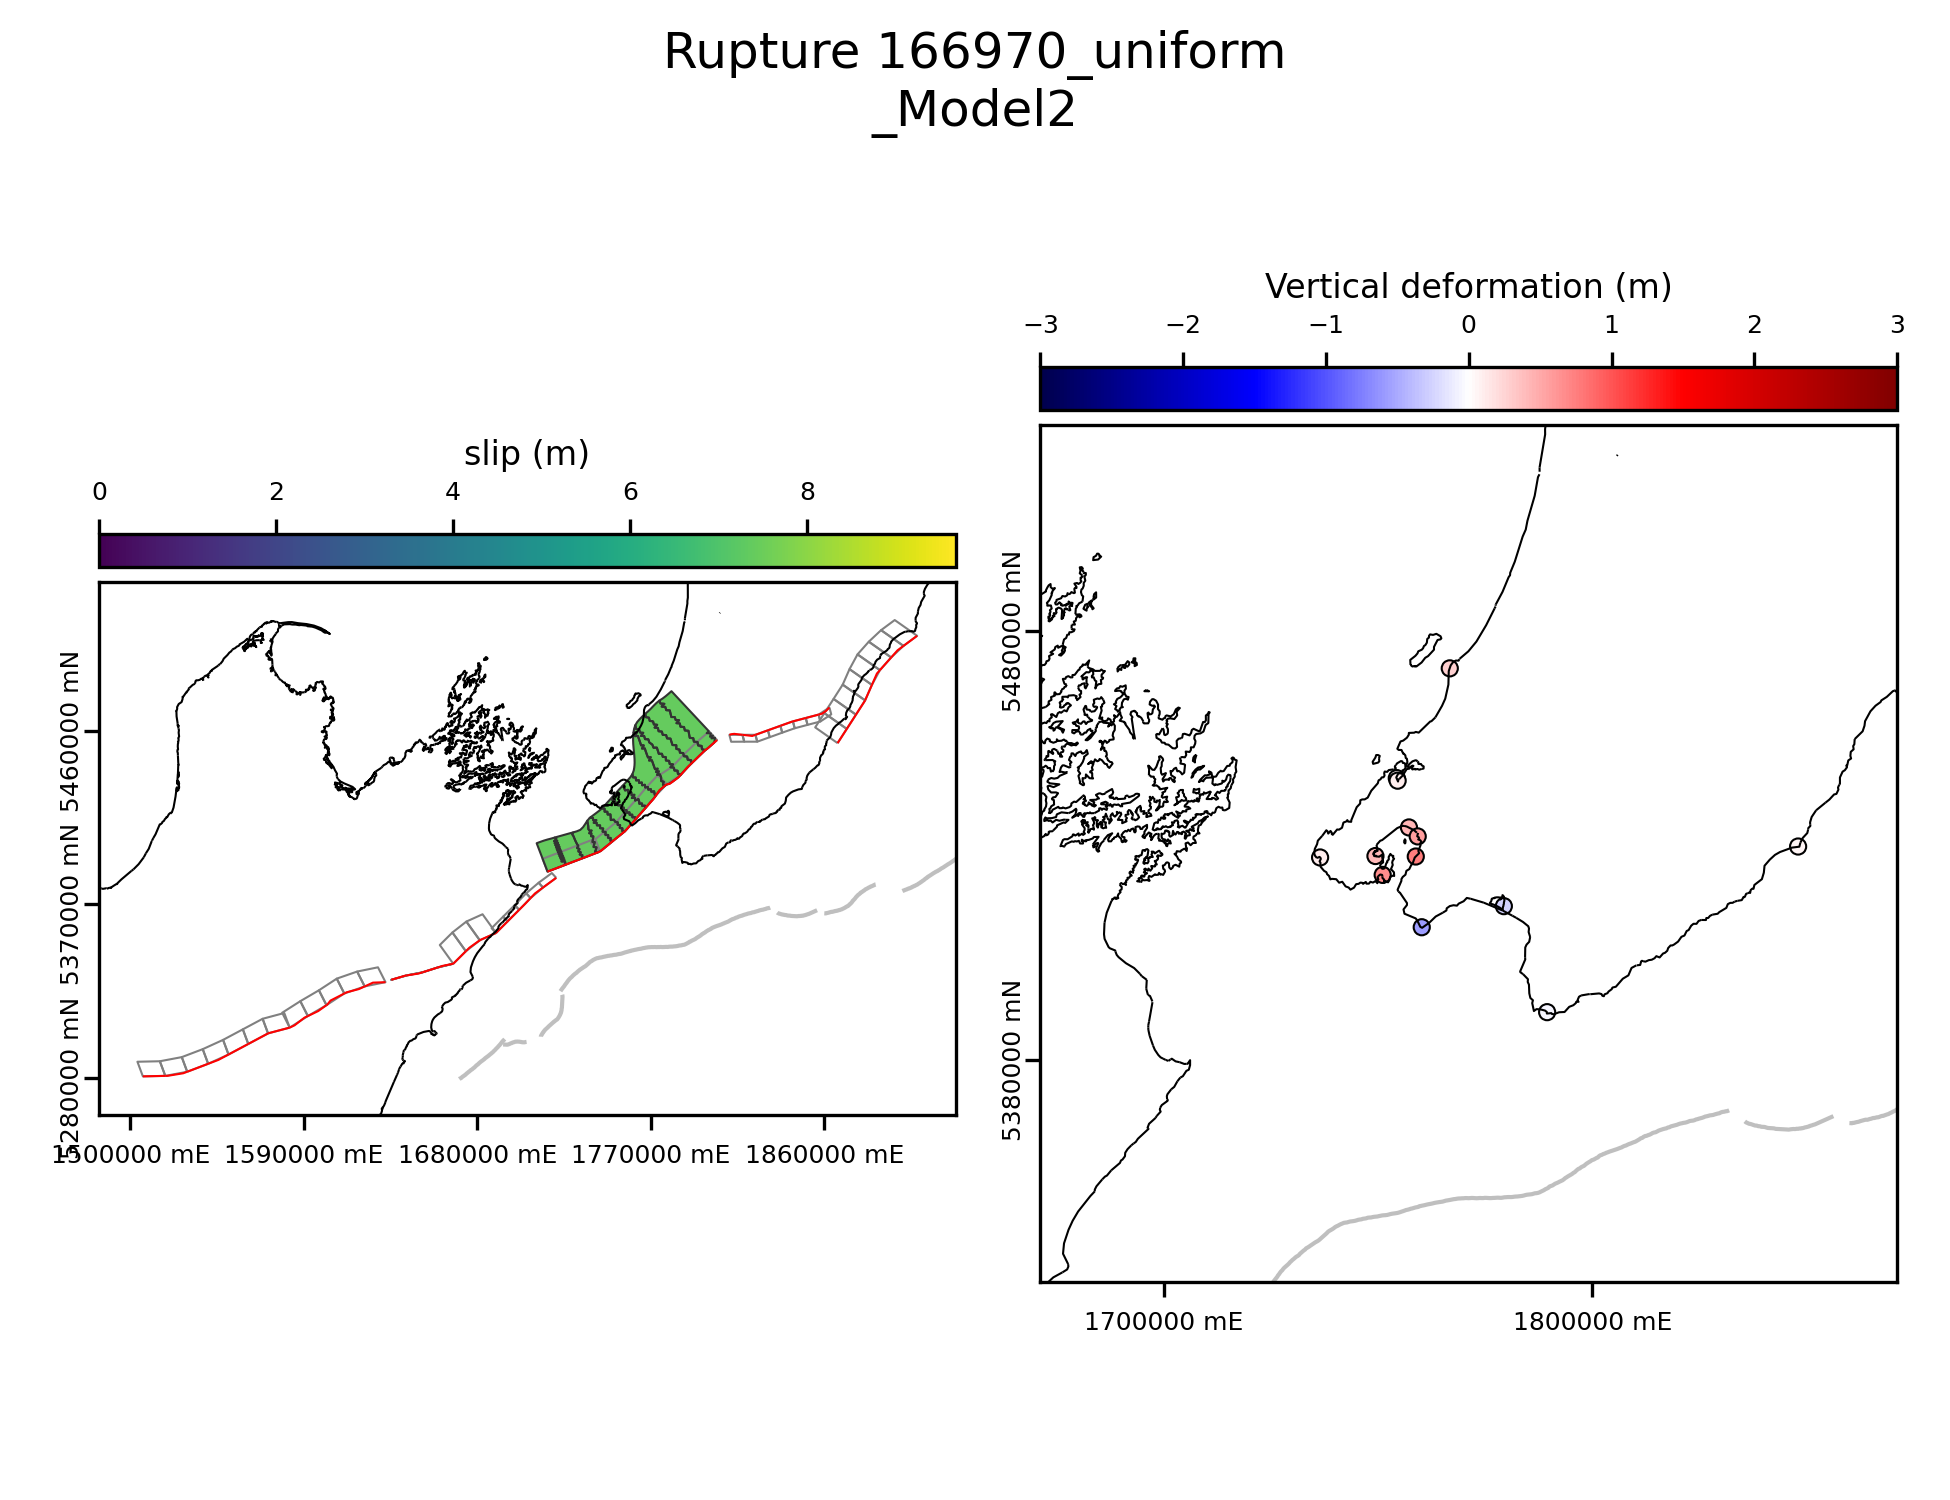 Rupture 166970_uniform
_Model2
slip (m)
0 2 4 6 8
5460000 mN
5370000 mN
5280000 mN
1500000 mE 1590000 mE 1680000 mE 1770000 mE 1860000 mE
Vertical deformation (m)
−3 −2 −1 0 1 2 3
5480000 mN
5380000 mN
1700000 mE 1800000 mE